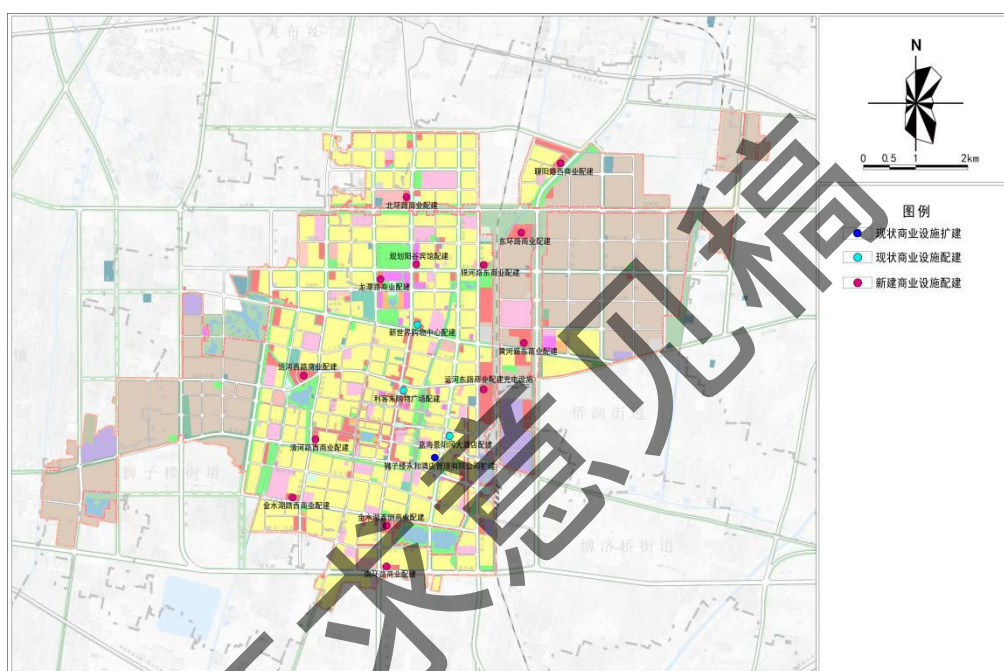 大布乡
N
0 0.5 1 2km
聊阳路西商业配建
图例
北环路商业配建
现状商业设施扩建
东环路商业配建
现状商业设施配建
规划阳谷宾馆配建
银河路东商业配建
新建商业设施配建
龙潭路商业配建
新世界购物中心配建
黄河路东商业配建
镇
运河西路商业配建
运河东路商业配建充电设施
利客来购物广场配建
侨润街道
蓝海景阳冈大酒店配建
清河路西商业配建
狮子楼永和酒店管理有限公司扩建
狮子楼街道
金水湖路西商业配建
金水湖南侧商业配建
博济桥街道
南环路商业配建
求意见稿